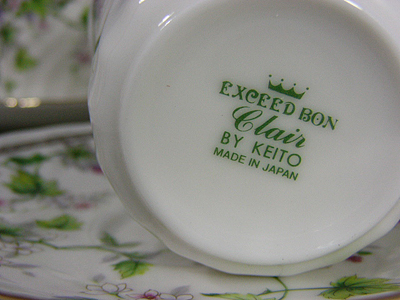 EXCEED BON
Clair
BY KEITO
MADE IN JAPAN